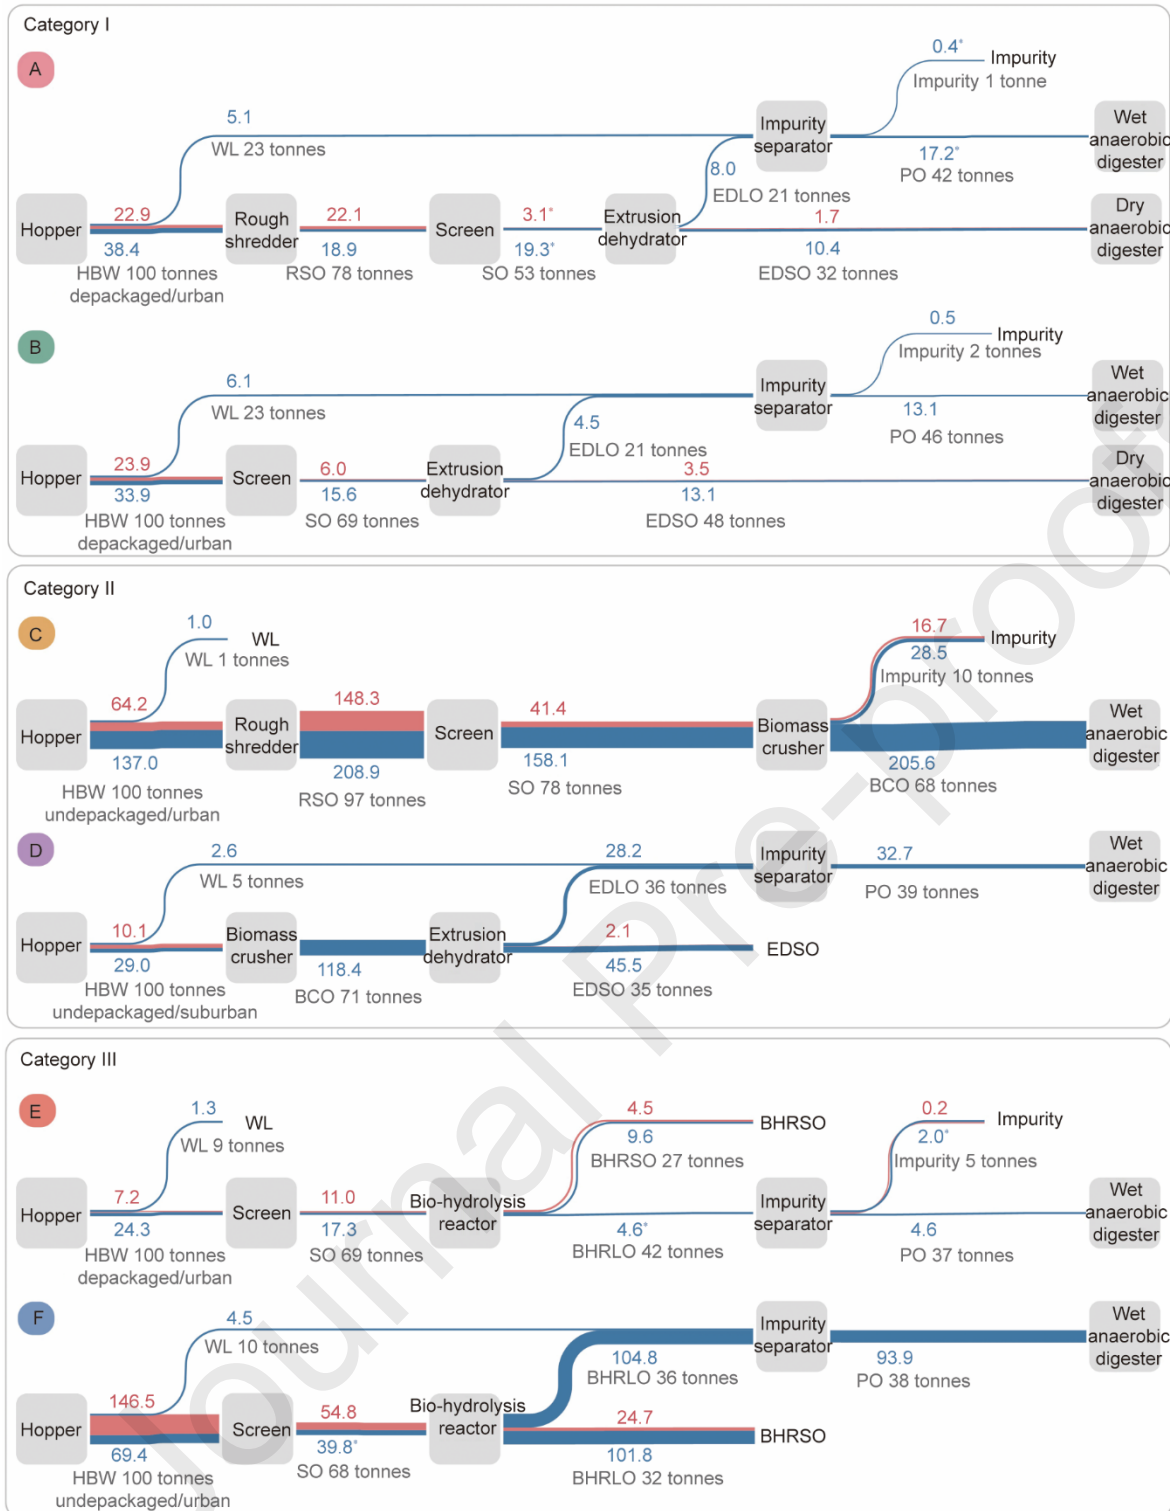 Category I
A
0.4*
Impurity
Impurity 1 tonne
5.1
WL 23 tonnes
Impurity
separator
Wet
anaerobic
digester
17.2*
PO 42 tonnes
8.0
EDLO 21 tonnes
Hopper
22.9
38.4
HBW 100 tonnes
depackaged/urban
Rough
shredder
22.1
18.9
RSO 78 tonnes
Screen
3.1*
19.3*
SO 53 tonnes
Extrusion
dehydrator
1.7
10.4
EDSO 32 tonnes
Dry
anaerobic
digester
B
0.5
Impurity
Impurity 2 tonnes
6.1
WL 23 tonnes
Impurity
separator
Wet
anaerobic
digester
13.1
PO 46 tonnes
4.5
EDLO 21 tonnes
Hopper
23.9
33.9
HBW 100 tonnes
depackaged/urban
Screen
6.0
15.6
SO 69 tonnes
Extrusion
dehydrator
3.5
13.1
EDSO 48 tonnes
Dry
anaerobic
digester
Category II
C
1.0
WL
WL 1 tonnes
16.7
28.5
Impurity
Impurity 10 tonnes
Hopper
64.2
137.0
HBW 100 tonnes
undepackaged/urban
Rough
shredder
148.3
208.9
RSO 97 tonnes
Screen
41.4
158.1
SO 78 tonnes
Biomass
crusher
205.6
BCO 68 tonnes
Wet
anaerobic
digester
D
2.6
WL 5 tonnes
28.2
EDLO 36 tonnes
Impurity
separator
32.7
PO 39 tonnes
Wet
anaerobic
digester
Hopper
10.1
29.0
HBW 100 tonnes
undepackaged/suburban
Biomass
crusher
118.4
BCO 71 tonnes
Extrusion
dehydrator
2.1
45.5
EDSO 35 tonnes
EDSO
Category III
E
1.3
WL
WL 9 tonnes
4.5
9.6
BHRSO
BHRSO 27 tonnes
0.2
2.0*
Impurity
Impurity 5 tonnes
Hopper
7.2
24.3
HBW 100 tonnes
depackaged/urban
Screen
11.0
17.3
SO 69 tonnes
Bio-hydrolysis
reactor
4.6*
BHRLO 42 tonnes
Impurity
separator
4.6
PO 37 tonnes
Wet
anaerobic
digester
F
4.5
WL 10 tonnes
104.8
BHRLO 36 tonnes
Impurity
separator
93.9
PO 38 tonnes
Wet
anaerobic
digester
Hopper
146.5
69.4
HBW 100 tonnes
undepackaged/urban
Screen
54.8
39.8*
SO 68 tonnes
Bio-hydrolysis
reactor
24.7
101.8
BHRLO 32 tonnes
BHRSO
Journal Pre-proof